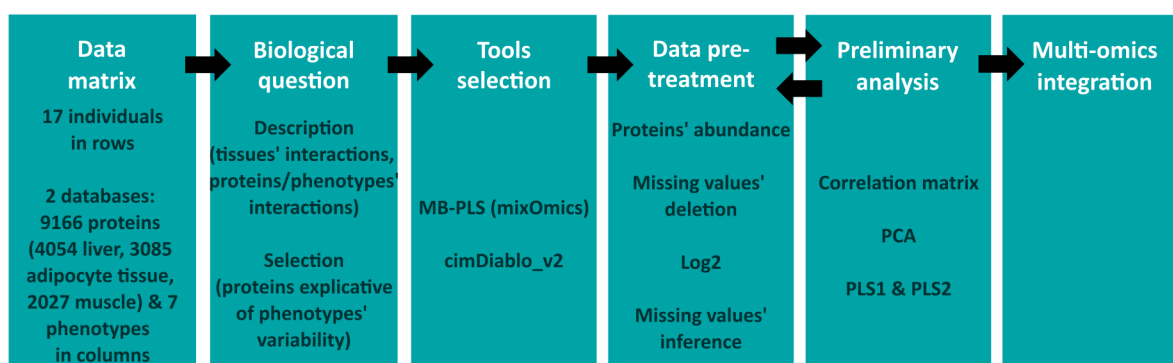 Data
matrix
17 individuals
in rows
2 databases:
9166 proteins
(4054 liver, 3085
adipocyte tissue,
2027 muscle) & 7
phenotypes
in columns
Biological
question
Description
(tissues' interactions,
proteins/phenotypes'
interactions)
Selection
(proteins explicative
of phenotypes'
variability)
Tools
selection
MB-PLS (mixOmics)
cimDiablo_v2
Data pre-
treatment
Proteins' abundance
Missing values'
deletion
Log2
Missing values'
inference
Preliminary
analysis
Correlation matrix
PCA
PLS1 & PLS2
Multi-omics
integration